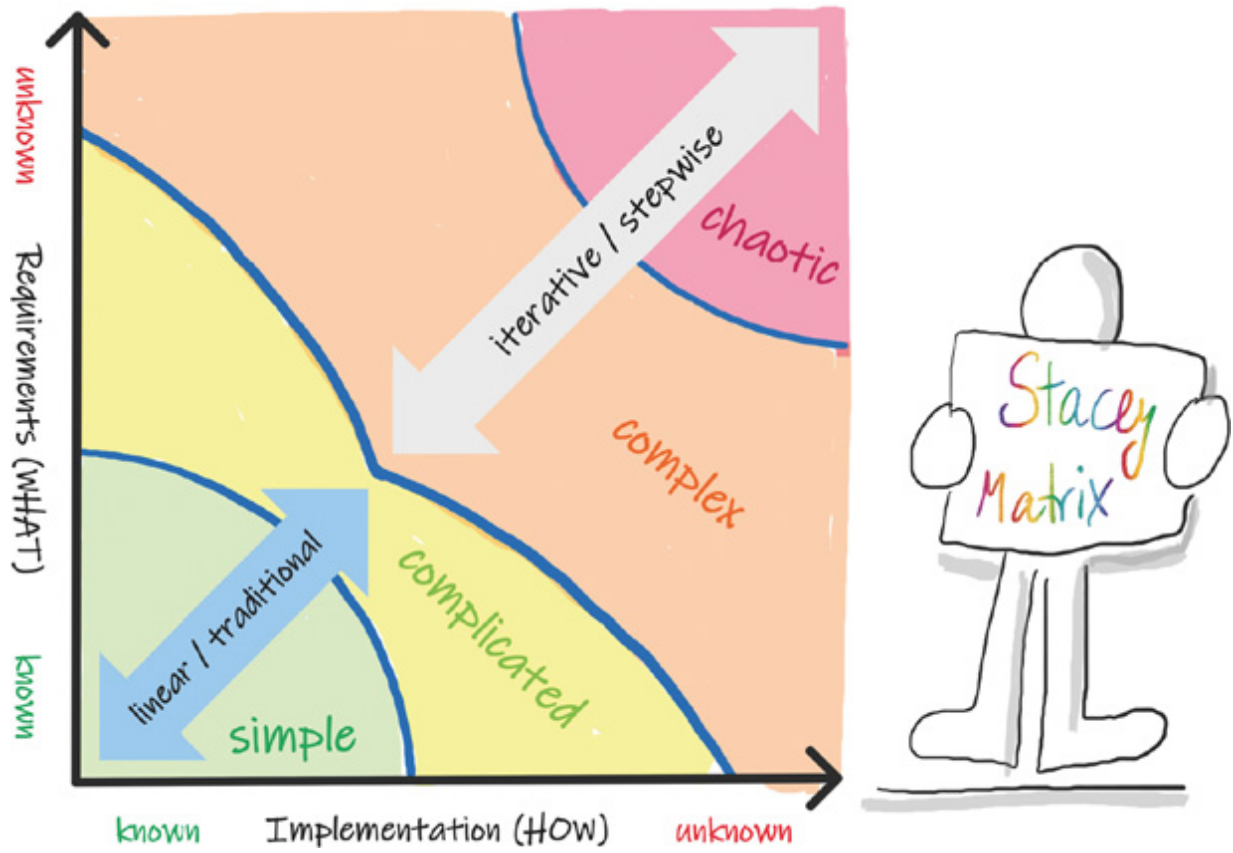 unknown
Requirements (WHAT)
known
iterative / stepwise
chaotic
complex
linear / traditional
complicated
simple
known
Implementation (HOW)
unknown
Stacey
Matrix